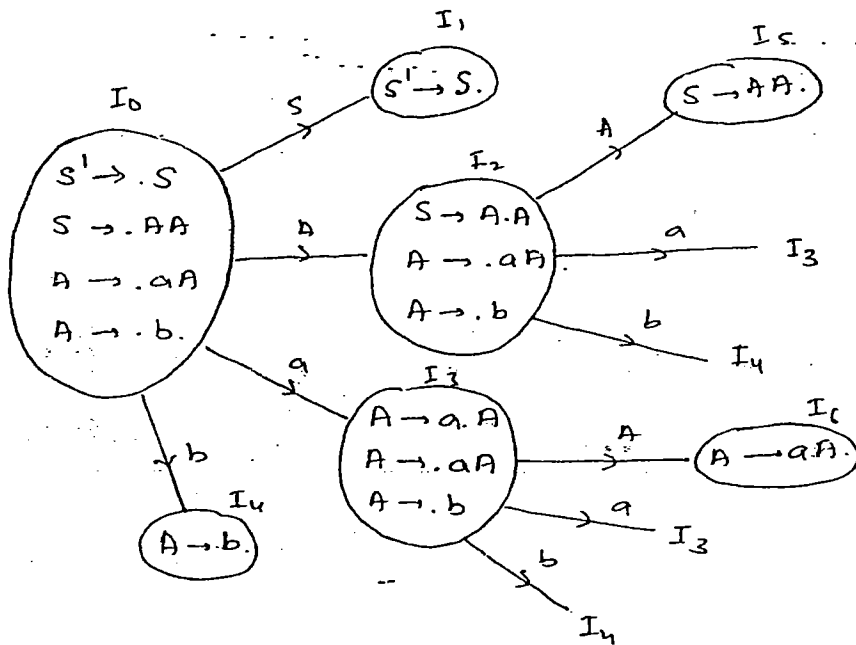 I₁
S' → S.
I₅
S → AA.
I₀
S' → .S
S → .AA
A → .aA
A → .b.
S
A
I₂
S → A.A
A → .aA.
A → .b
A
a
I₃
b
I₄
a
I₃
A → a.A
A → .aA
A → .b
A
I₆
A → aA.
a
I₃
b
I₄
b
I₄
A → b.